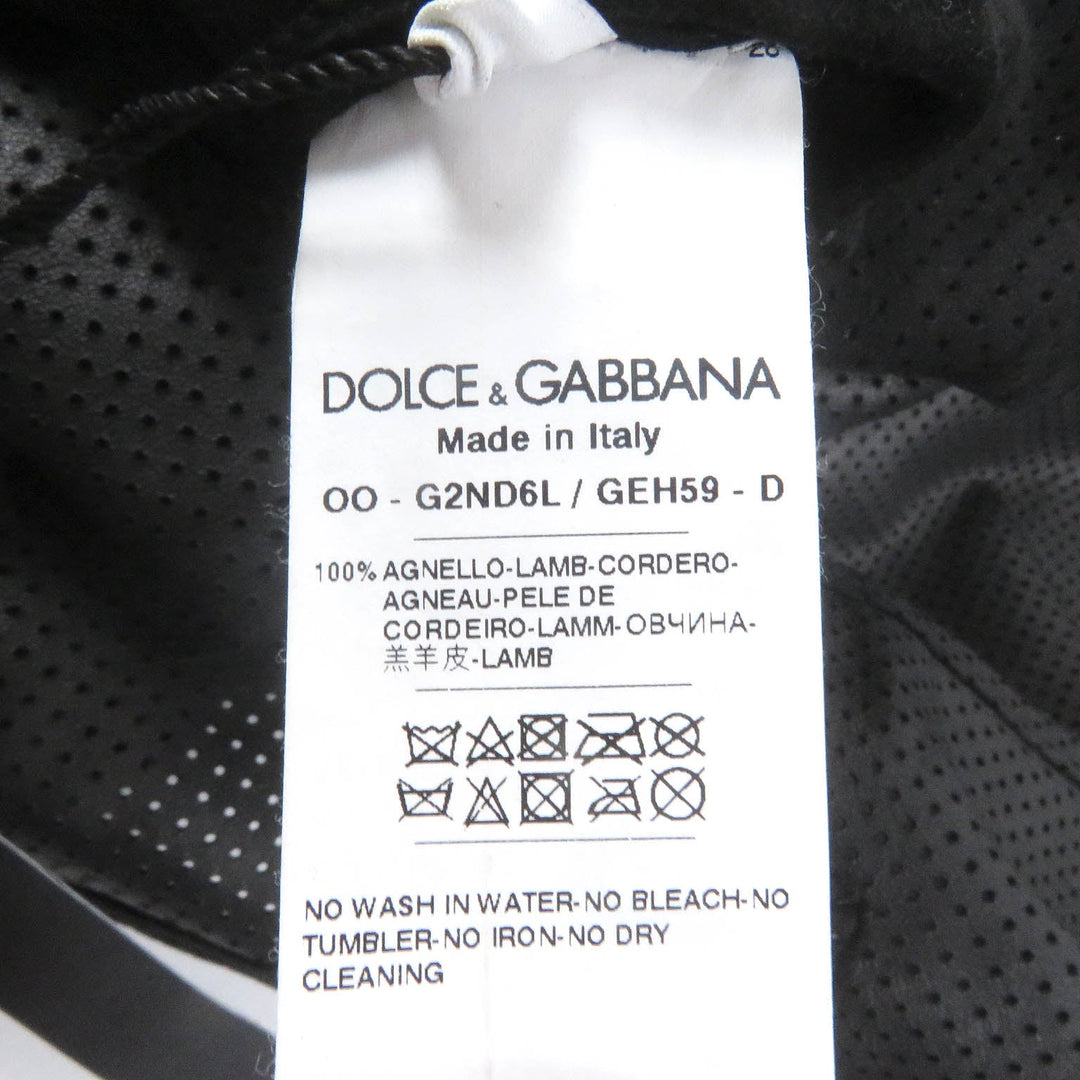 DOLCE & GABBANA
Made in Italy
OO - G2ND6L / GEH59 - D
100% AGNELLO-LAMB-CORDERO-
AGNEAU-PELE DE
CORDEIRO-LAMM-ОВЧИНА-
羔羊皮-LAMB
NO WASH IN WATER-NO BLEACH-NO
TUMBLER-NO IRON-NO DRY
CLEANING